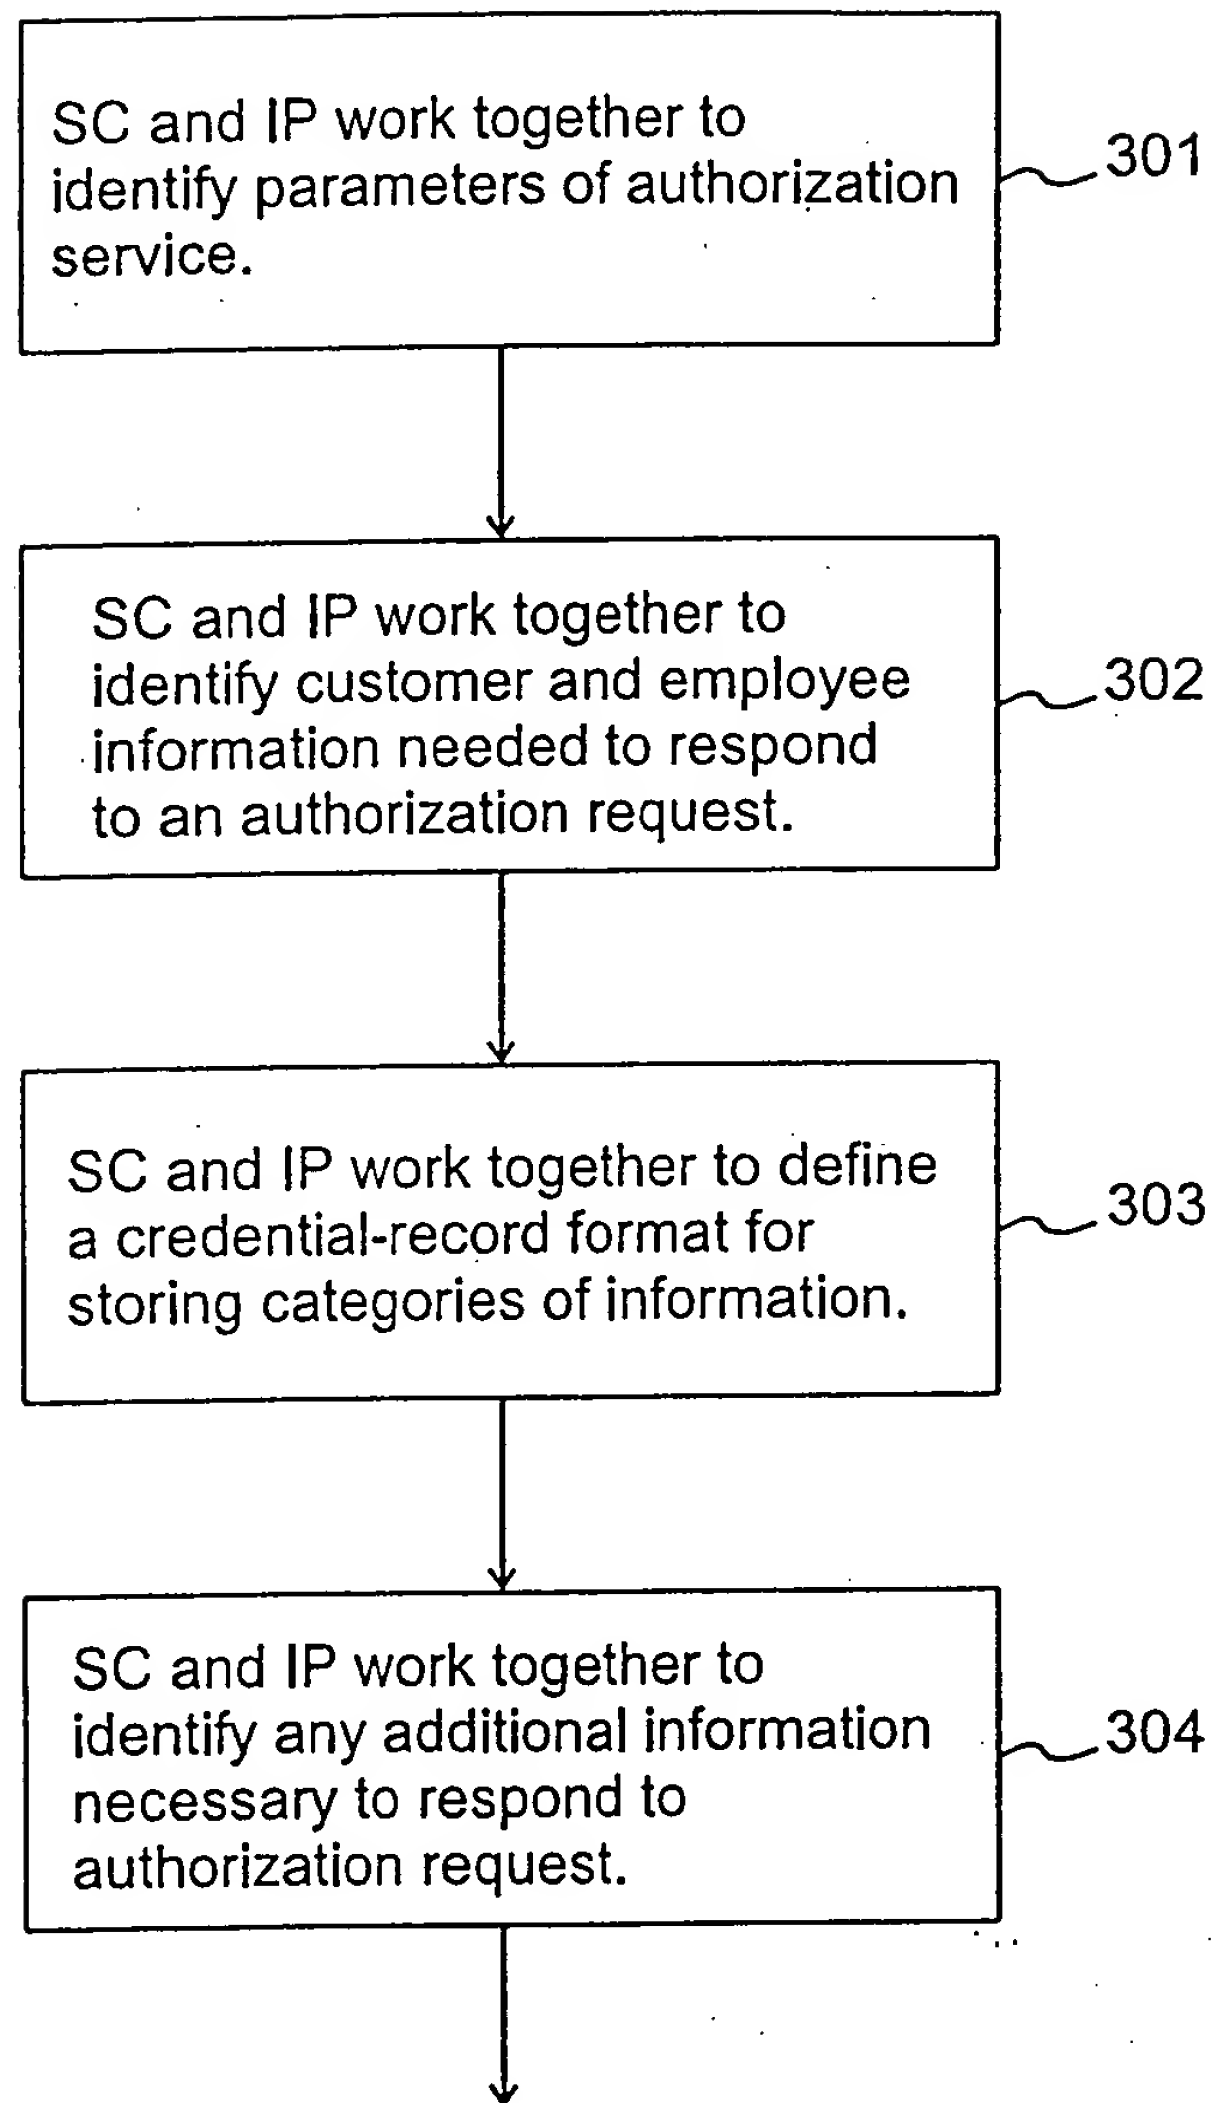 SC and IP work together to
identify parameters of authorization
service.
301
SC and IP work together to
identify customer and employee
information needed to respond
to an authorization request.
302
SC and IP work together to define
a credential-record format for
storing categories of information.
303
SC and IP work together to
identify any additional information
necessary to respond to
authorization request.
304